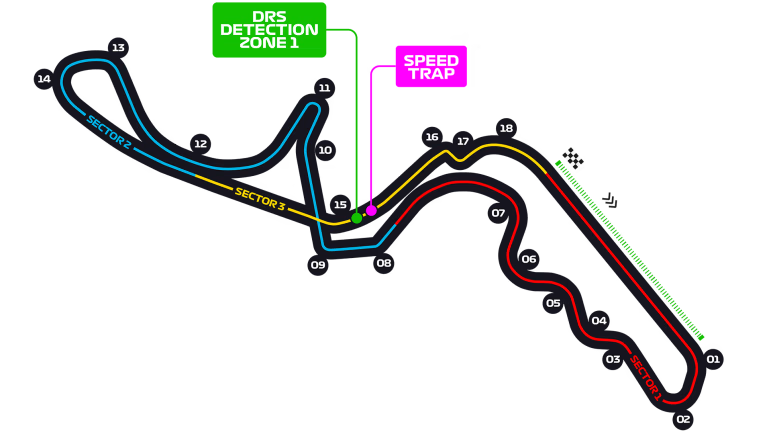 DRS
DETECTION
ZONE 1
SPEED
TRAP
13
14
11
SECTOR 2
12
10
16
17
18
SECTOR 3
15
07
09
08
06
05
04
03
01
SECTOR 1
02